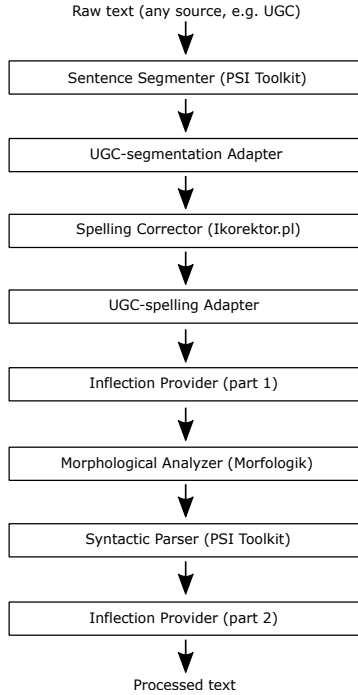 Raw text (any source, e.g. UGC)
Sentence Segmenter (PSI Toolkit)
UGC-segmentation Adapter
Spelling Corrector (Ikorektor.pl)
UGC-spelling Adapter
Inflection Provider (part 1)
Morphological Analyzer (Morfologik)
Syntactic Parser (PSI Toolkit)
Inflection Provider (part 2)
Processed text